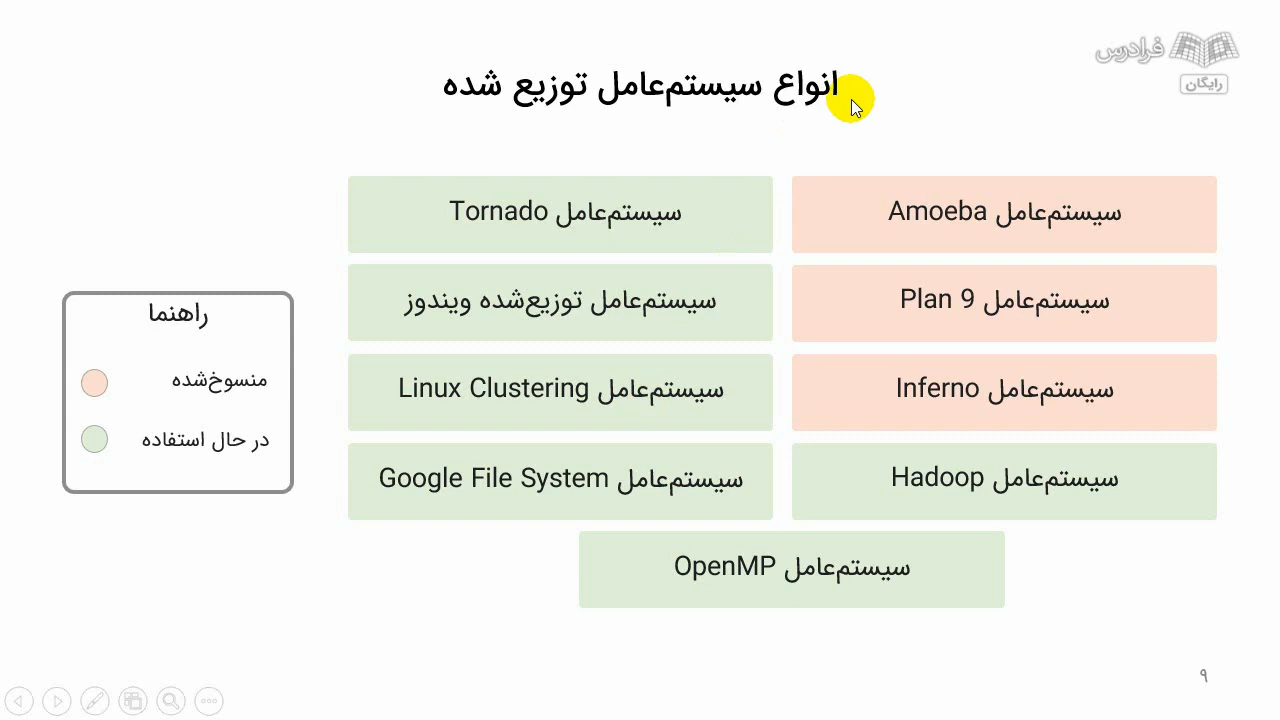 فرادرس
رایگان
انواع سیستم‌عامل توزیع شده
سیستم‌عامل Amoeba
سیستم‌عامل Tornado
سیستم‌عامل Plan 9
سیستم‌عامل توزیع‌شده ویندوز
سیستم‌عامل Inferno
سیستم‌عامل Linux Clustering
سیستم‌عامل Hadoop
سیستم‌عامل Google File System
سیستم‌عامل OpenMP
راهنما
منسوخ‌شده
در حال استفاده
۹